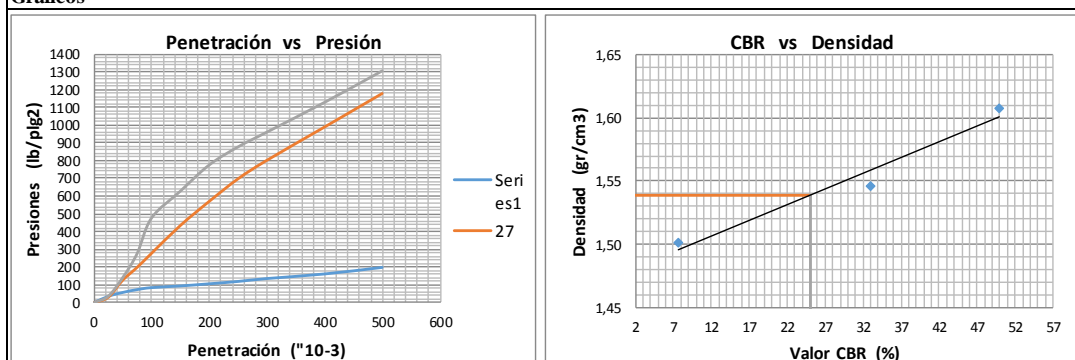 Gráficos
Penetración vs Presión
Presiones (lb/plg2)
1400
1300
1200
1100
1000
900
800
700
600
500
400
300
200
100
0
0 100 200 300 400 500 600
Penetración ("10-3)
Seri
es1
27
CBR vs Densidad
Densidad (gr/cm3)
1,65
1,60
1,55
1,50
1,45
2 7 12 17 22 27 32 37 42 47 52 57
Valor CBR (%)